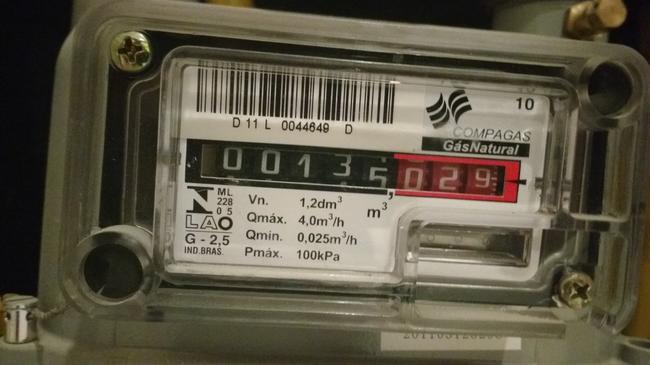 10
D 11 L 0044649 D
COMPAGAS
GásNatural
00135,029
m³
ML
228
05
LAO
G - 2,5
IND.BRAS.
Vn. 1,2dm³
Qmáx. 4,0m³/h
Qmín. 0,025m³/h
Pmáx. 100kPa